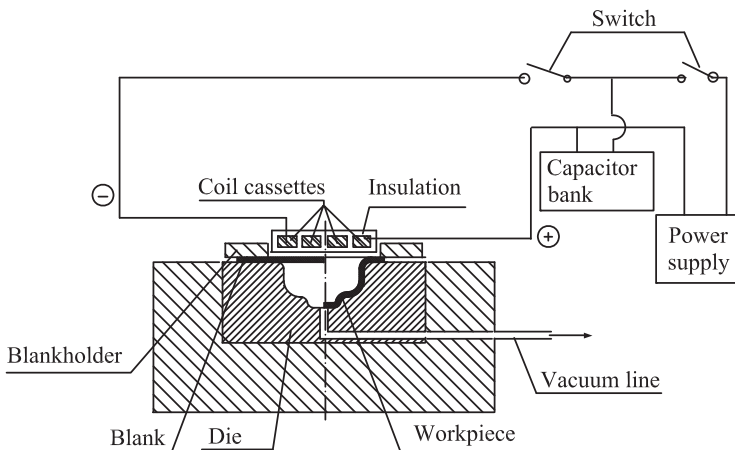 Switch
Capacitor
bank
Coil cassettes
Insulation
−
+
Power
supply
Blankholder
Vacuum line
Blank
Die
Workpiece